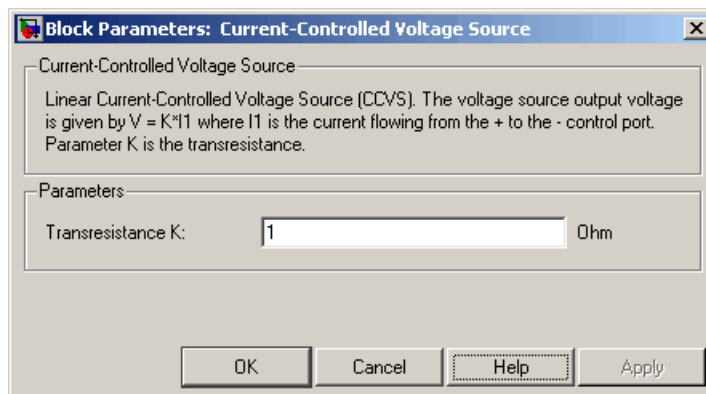 Block Parameters: Current-Controlled Voltage Source
Current-Controlled Voltage Source
Linear Current-Controlled Voltage Source (CCVS). The voltage source output voltage
is given by V = K*I1 where I1 is the current flowing from the + to the - control port.
Parameter K is the transresistance.
Parameters
Transresistance K: 1 Ohm
OK Cancel Help Apply